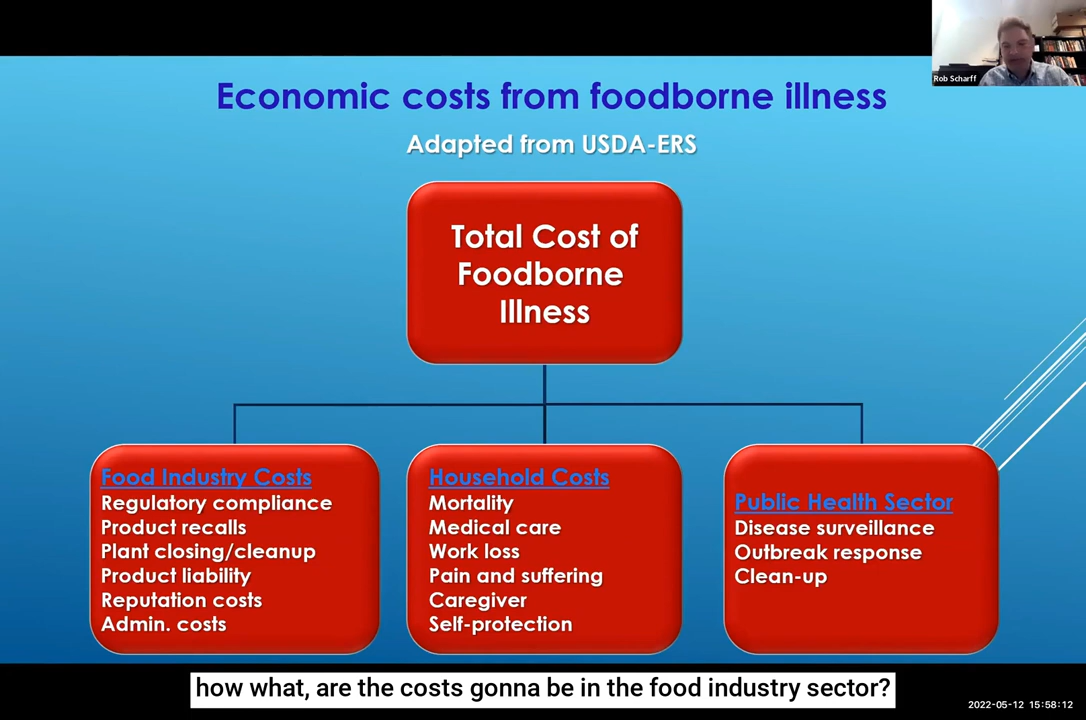 Rob Scharff
Economic costs from foodborne illness
Adapted from USDA-ERS
Total Cost of
Foodborne
Illness
Food Industry Costs
Regulatory compliance
Product recalls
Plant closing/cleanup
Product liability
Reputation costs
Admin. costs
Household Costs
Mortality
Medical care
Work loss
Pain and suffering
Caregiver
Self-protection
Public Health Sector
Disease surveillance
Outbreak response
Clean-up
how what, are the costs gonna be in the food industry sector?
2022-05-12 15:58:12